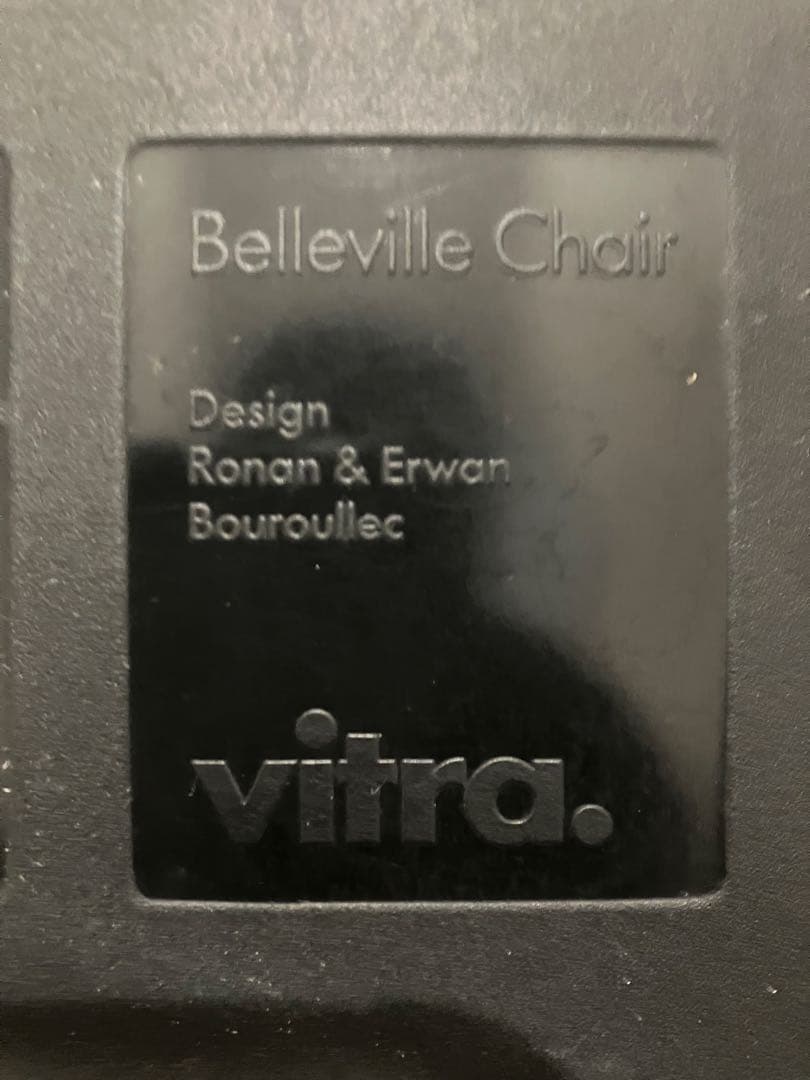 Belleville Chair
Design
Ronan & Erwan
Bouroullec
vitra.